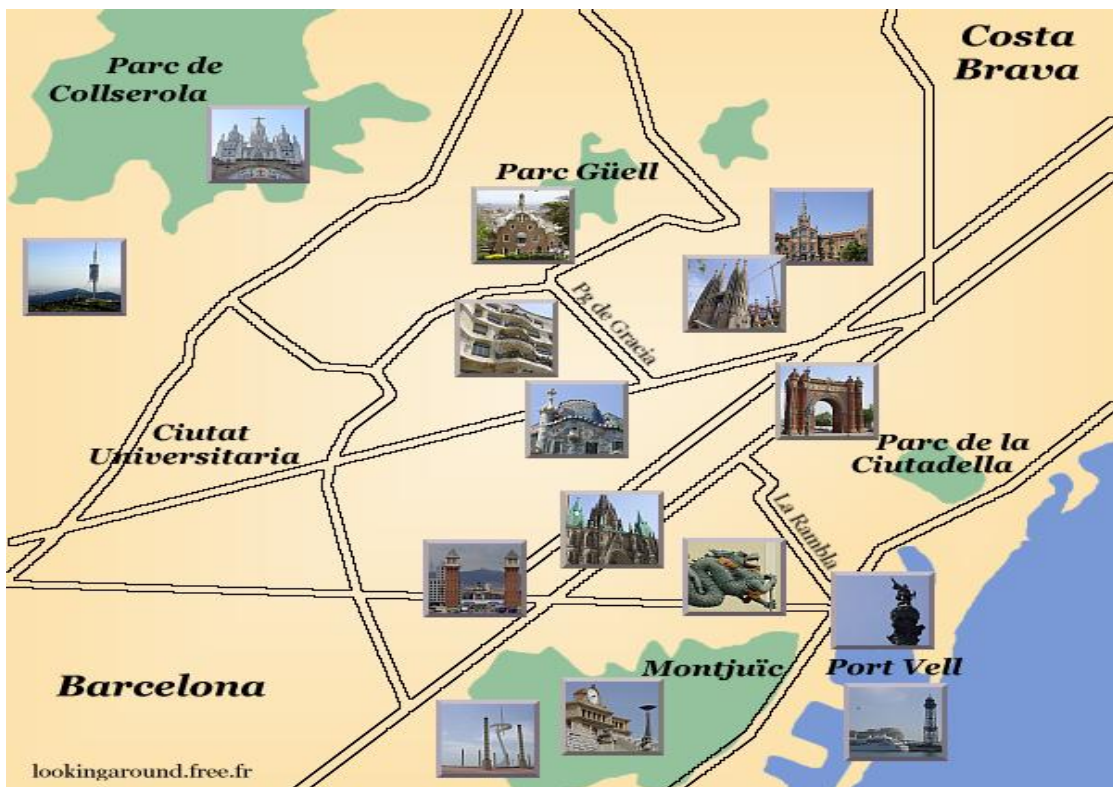 Costa
Brava
Parc de
Collserola
Parc Güell
Pg de Gracia
Ciutat
Universitaria
Parc de la
Ciutadella
La Rambla
Montjuïc
Port Vell
Barcelona
lookingaround.free.fr